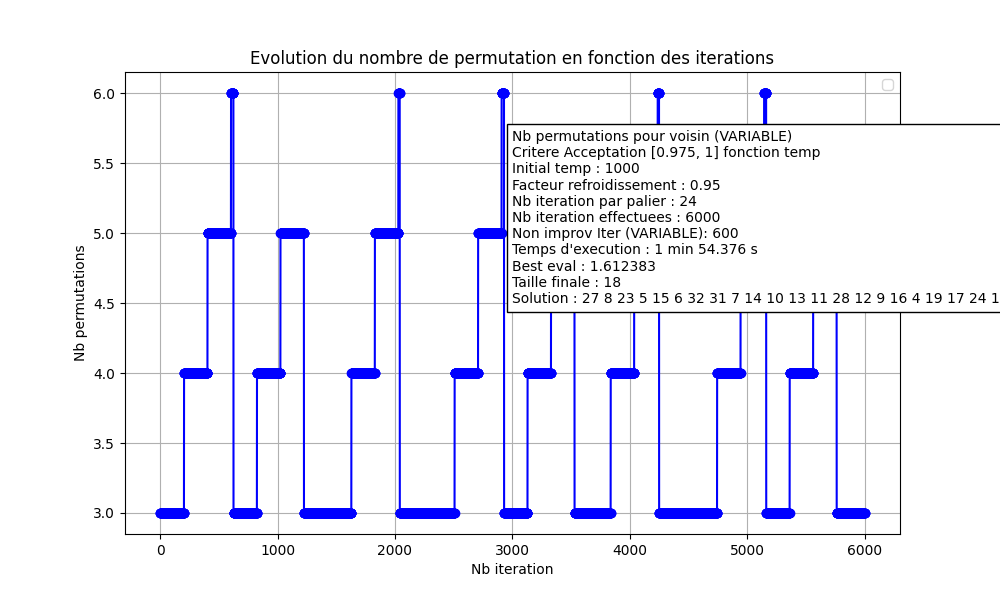 Evolution du nombre de permutation en fonction des iterations
6.0
5.5
5.0
4.5
4.0
3.5
3.0
Nb permutations
Nb permutations pour voisin (VARIABLE)
Critere Acceptation [0.975, 1] fonction temp
Initial temp : 1000
Facteur refroidissement : 0.95
Nb iteration par palier : 24
Nb iteration effectuees : 6000
Non improv Iter (VARIABLE): 600
Temps d'execution : 1 min 54.376 s
Best eval : 1.612383
Taille finale : 18
Solution : 27 8 23 5 15 6 32 31 7 14 10 13 11 28 12 9 16 4 19 17 24 1
0 1000 2000 3000 4000 5000 6000
Nb iteration